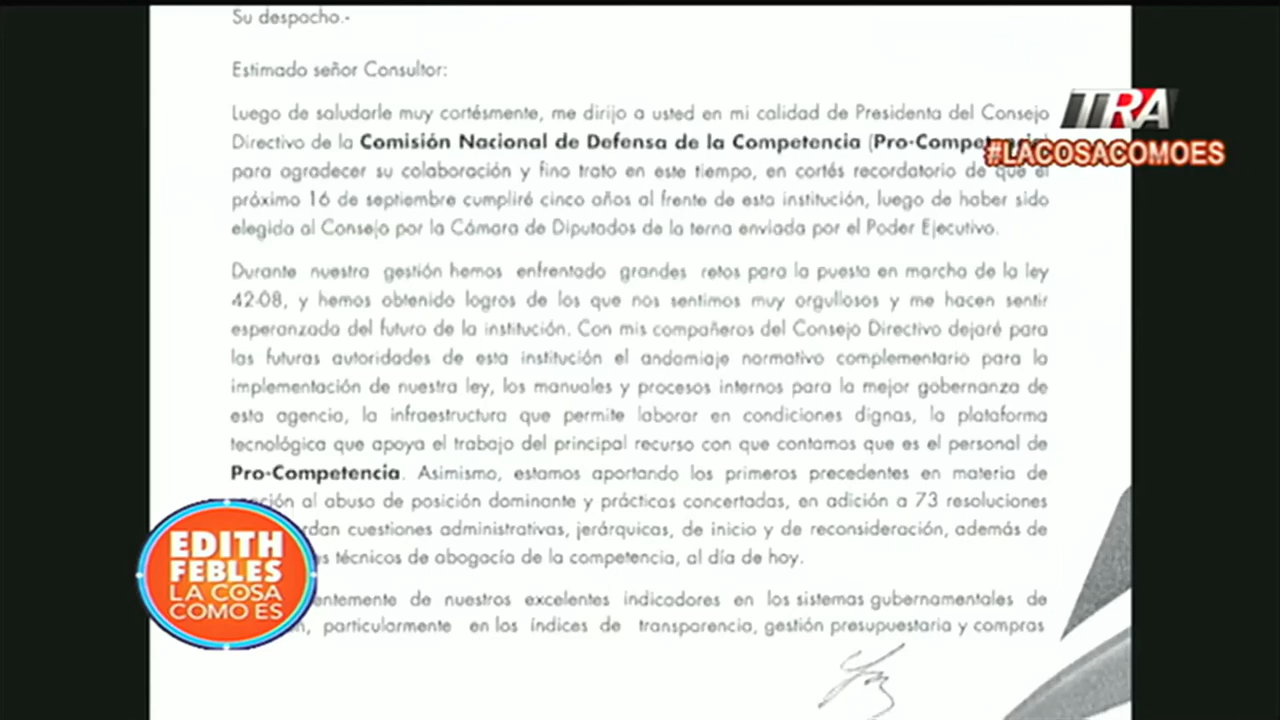 Su despacho.-
Estimado señor Consultor:
Luego de saludarle muy cortésmente, me dirijo a usted en mi calidad de Presidenta del Consejo
Directivo de la Comisión Nacional de Defensa de la Competencia (Pro-Compe
para agradecer su colaboración y fino trato en este tiempo, en cortés recordatorio de que el
próximo 16 de septiembre cumpliré cinco años al frente de esta institución, luego de haber sido
elegida al Consejo por la Cámara de Diputados de la terna enviada por el Poder Ejecutivo.
Durante nuestra gestión hemos enfrentado grandes retos para la puesta en marcha de la ley
42-08, y hemos obtenido logros de los que nos sentimos muy orgullosos y me hacen sentir
esperanzada del futuro de la institución. Con mis compañeros del Consejo Directivo dejaré para
las futuras autoridades de esta institución el andamiaje normativo complementario para la
implementación de nuestra ley, los manuales y procesos internos para la mejor gobernanza de
esta agencia, la infraestructura que permite laborar en condiciones dignas, la plataforma
tecnológica que apoya el trabajo del principal recurso con que contamos que es el personal de
Pro-Competencia. Asimismo, estamos aportando los primeros precedentes en materia de
al abuso de posición dominante y prácticas concertadas, en adición a 73 resoluciones
cuestiones administrativas, jerárquicas, de inicio y de reconsideración, además de
técnicos de abogacía de la competencia, al día de hoy.
de nuestros excelentes indicadores en los sistemas gubernamentales de
particularmente en los índices de transparencia, gestión presupuestaria y compras
TRA
#LACOSACOMOES
EDITH
FEBLES
LA COSA
COMO ES